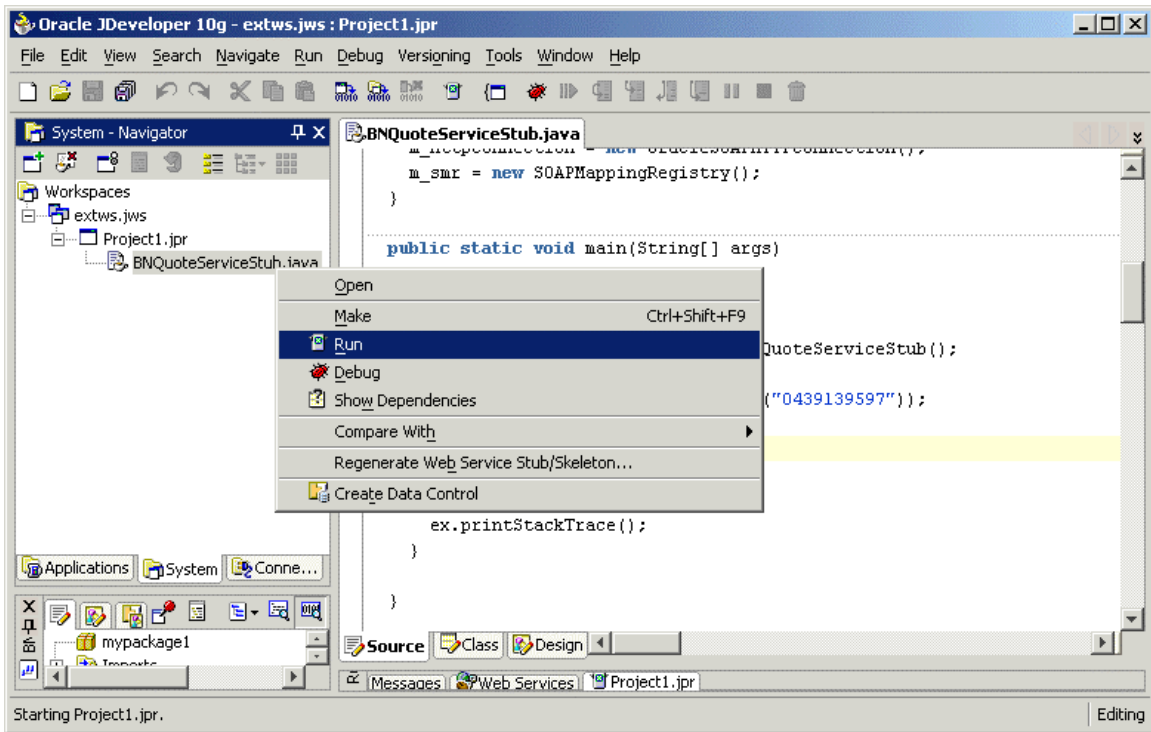 Oracle JDeveloper 10g - extws.jws : Project1.jpr
File Edit View Search Navigate Run Debug Versioning Tools Window Help
System - Navigator
Workspaces
extws.jws
Project1.jpr
BNQuoteServiceStub.java
BNQuoteServiceStub.java
m_httpConnection = new OracleSOAPHTTPConnection();
m_smr = new SOAPMappingRegistry();
}
public static void main(String[] args)
Open
Make Ctrl+Shift+F9
Run
Debug
Show Dependencies
Compare With
Regenerate Web Service Stub/Skeleton...
Create Data Control
QuoteServiceStub();
("0439139597"));
ex.printStackTrace();
}
}
Applications System Conne...
mypackage1
Imports
Source Class Design
Messages Web Services Project1.jpr
Starting Project1.jpr.
Editing